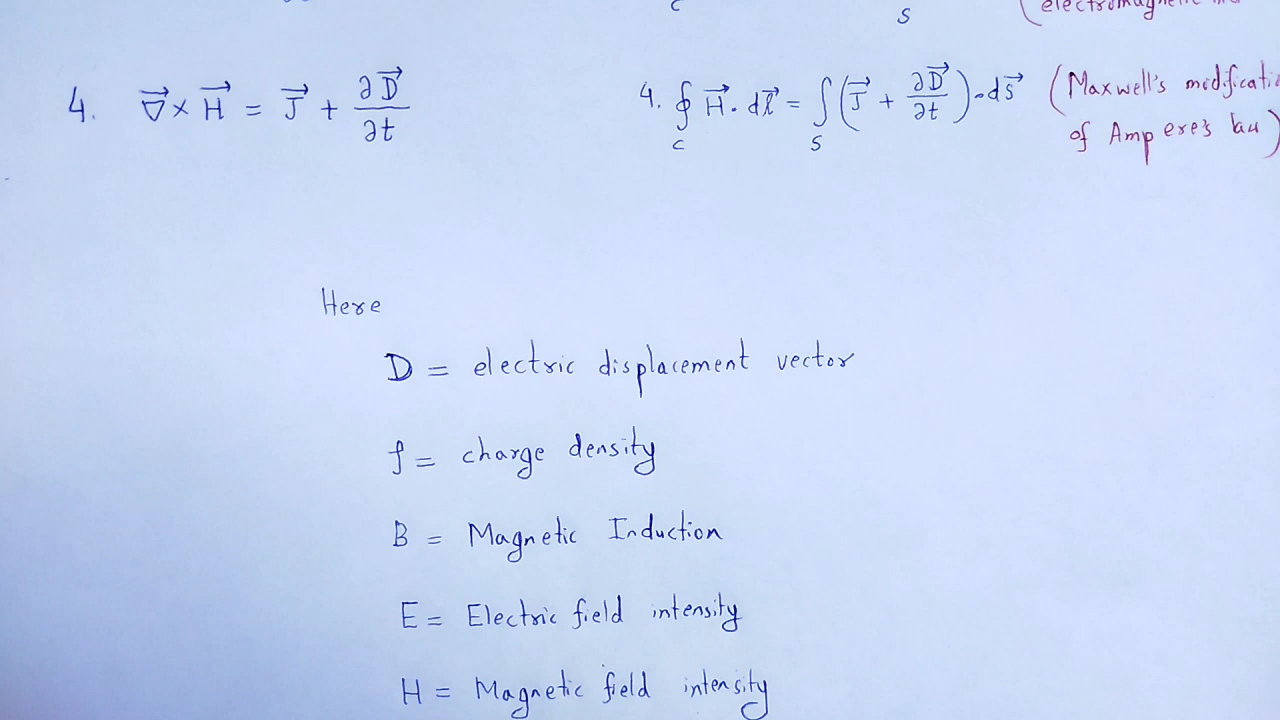 c
S
(electromagnetic
4. ∇⃗ × H⃗ = J⃗ + ∂D⃗/∂t
4. ∮_C H⃗ . dl⃗ = ∫_S (J⃗ + ∂D⃗/∂t) . ds⃗ (Maxwell's
of Ampere's law)
Here
D = electric displacement vector
ρ = charge density
B = Magnetic Induction
E = Electric field intensity
H = Magnetic field intensity